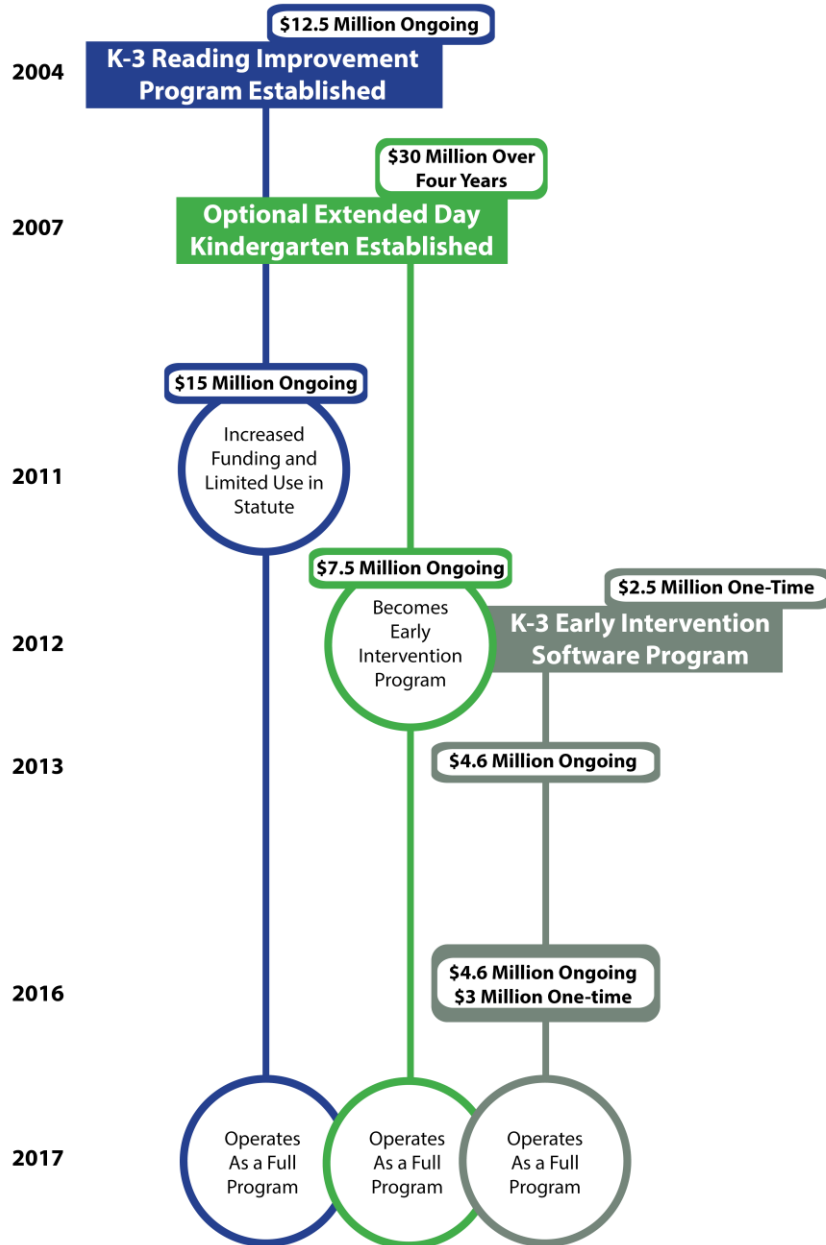 $12.5 Million Ongoing
2004
K-3 Reading Improvement
Program Established
$30 Million Over
Four Years
2007
Optional Extended Day
Kindergarten Established
$15 Million Ongoing
2011
Increased
Funding and
Limited Use in
Statute
$7.5 Million Ongoing
$2.5 Million One-Time
2012
Becomes
Early
Intervention
Program
K-3 Early Intervention
Software Program
2013
$4.6 Million Ongoing
2016
$4.6 Million Ongoing
$3 Million One-time
2017
Operates
As a Full
Program
Operates
As a Full
Program
Operates
As a Full
Program